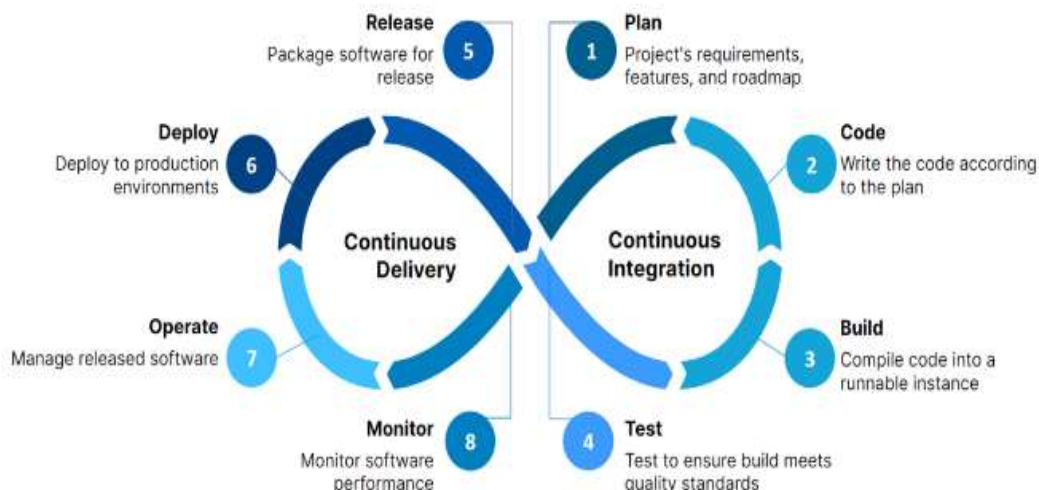 1
Plan
Project's requirements,
features, and roadmap
2
Code
Write the code according
to the plan
3
Build
Compile code into a
runnable instance
4
Test
Test to ensure build meets
quality standards
5
Release
Package software for
release
6
Deploy
Deploy to production
environments
7
Operate
Manage released software
8
Monitor
Monitor software
performance
Continuous
Delivery
Continuous
Integration